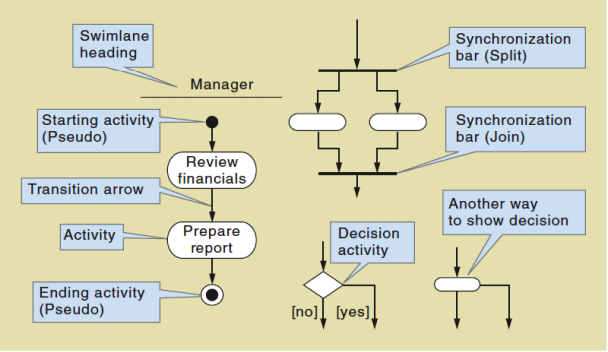 Swimlane
heading
Manager
Starting activity
(Pseudo)
Review
financials
Transition arrow
Activity
Prepare
report
Ending activity
(Pseudo)
Synchronization
bar (Split)
Synchronization
bar (Join)
Decision
activity
[no]
[yes]
Another way
to show decision